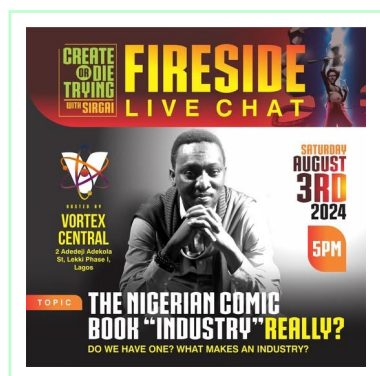 CREATE
OR DIE
TRYING
WITH SIRGAI
FIRESIDE
LIVE CHAT
HOSTED BY
VORTEX
CENTRAL
2 Adedeji Adekola
St, Lekki Phase I,
Lagos
SATURDAY
AUGUST
3RD
2024
5PM
TOPIC
THE NIGERIAN COMIC
BOOK “INDUSTRY”REALLY?
DO WE HAVE ONE? WHAT MAKES AN INDUSTRY?